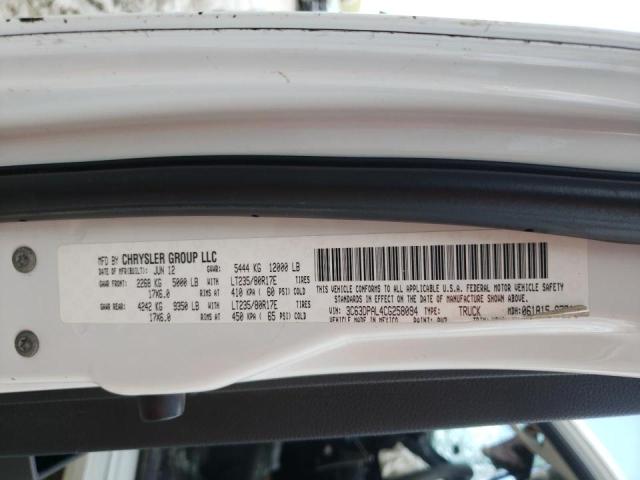 MFD BY CHRYSLER GROUP LLC
DATE OF MFR(BUILT): JUN 12 GVWR: 5444 KG 12000 LB
GAWR FRONT: 2268 KG 5000 LB WITH LT235/80R17E TIRES
17X6.0 RIMS AT 410 KPA ( 60 PSI) COLD
GAWR REAR: 4242 KG 9350 LB WITH LT235/80R17E TIRES
17X6.0 RIMS AT 450 KPA ( 65 PSI) COLD
THIS VEHICLE CONFORMS TO ALL APPLICABLE U.S.A. FEDERAL MOTOR VEHICLE SAFETY
STANDARDS IN EFFECT ON THE DATE OF MANUFACTURE SHOWN ABOVE.
VIN: 3C63DPAL4CG258094 TYPE: TRUCK MDH: 061815
VEHICLE MADE IN MEXICO PAINT: